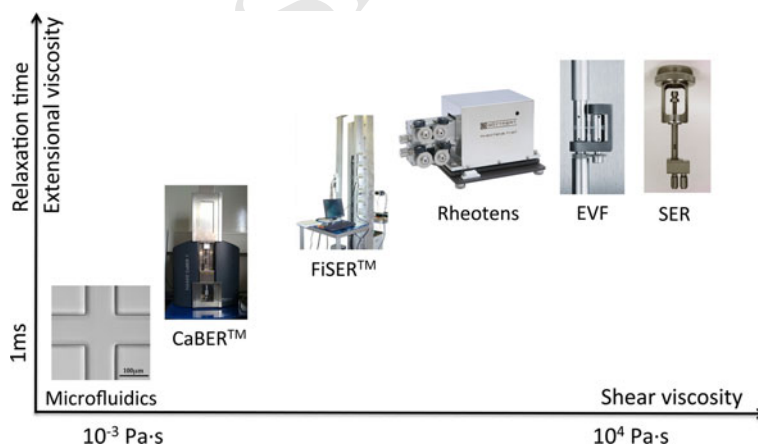 Relaxation time
Extensional viscosity
1ms
100μm
Microfluidics
CaBER™
FiSER™
Rheotens
EVF
SER
Shear viscosity
10⁻³ Pa·s
10⁴ Pa·s